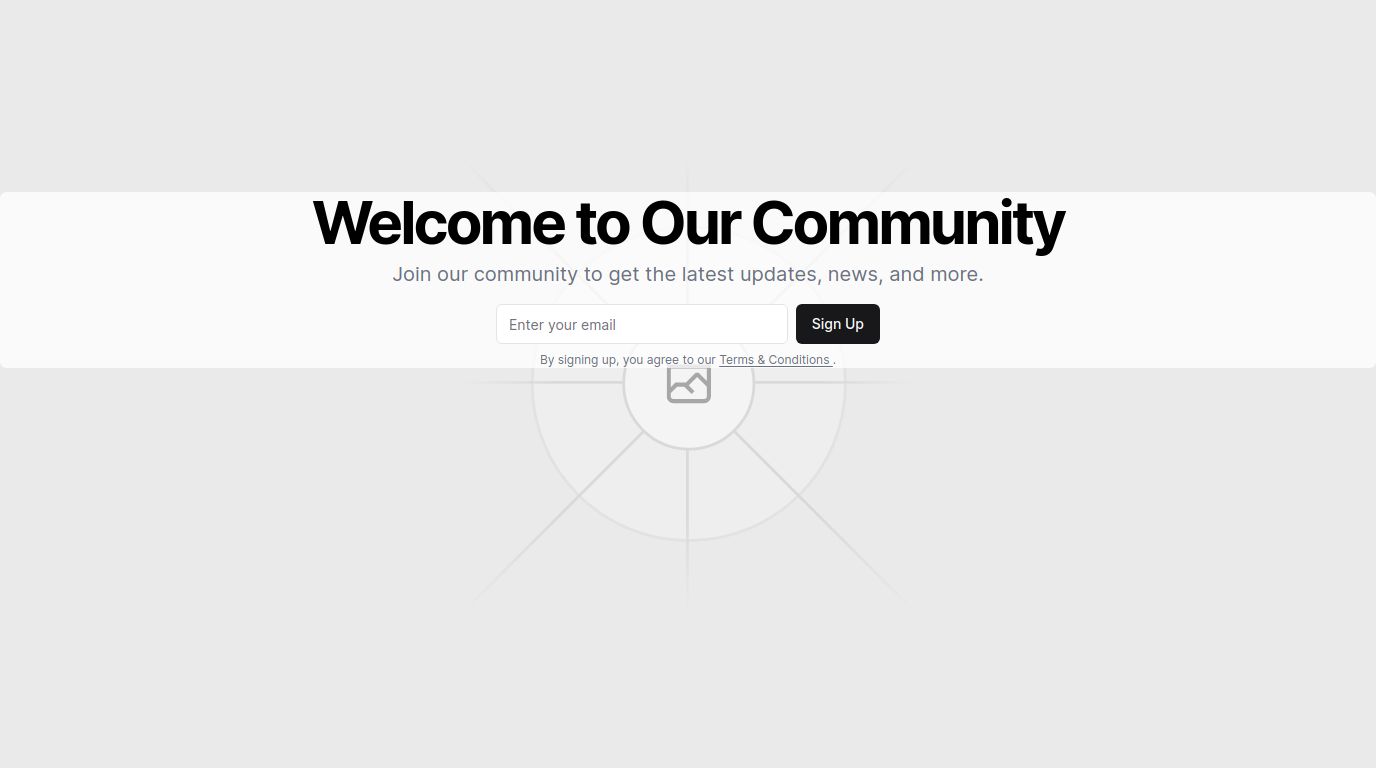 Welcome to Our Community
Join our community to get the latest updates, news, and more.
Enter your email
Sign Up
By signing up, you agree to our Terms & Conditions .